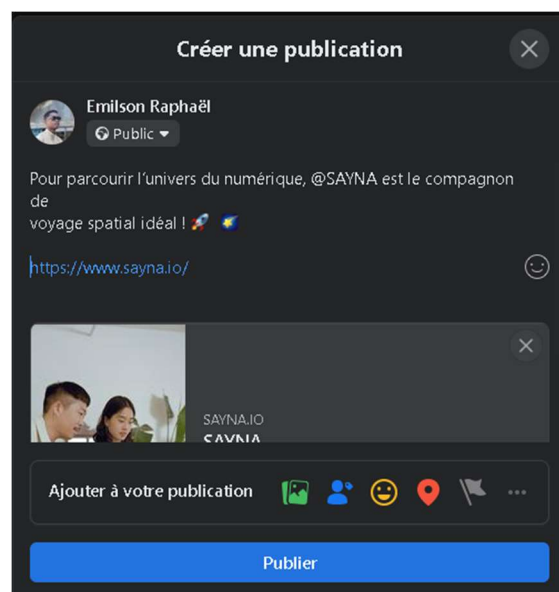 Créer une publication
Emilson Raphaël
Public
Pour parcourir l'univers du numérique, @SAYNA est le compagnon
de
voyage spatial idéal ! 🚀 🌠
https://www.sayna.io/
SAYNA.IO
SAYNA
Ajouter à votre publication
Publier